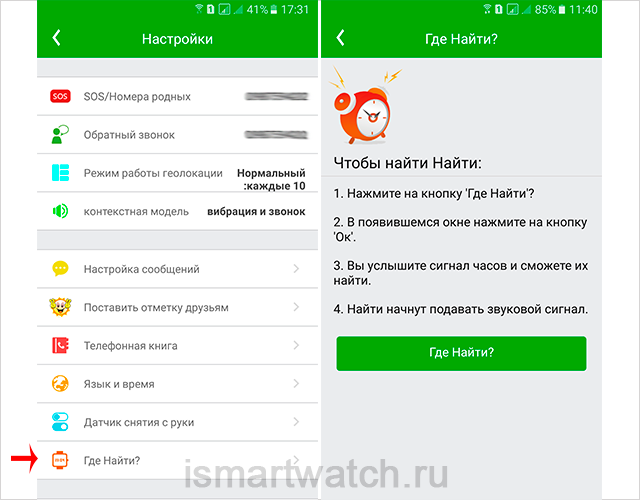 41% 17:31
Настройки
SOS SOS/Номера родных
Обратный звонок
Режим работы геолокации Нормальный
:каждые 10
контекстная модель вибрация и звонок
Настройка сообщений
Поставить отметку друзьям
Телефонная книга
Язык и время
Датчик снятия с руки
Где Найти?
85% 11:40
Где Найти?
Чтобы найти Найти:
1. Нажмите на кнопку 'Где Найти'?
2. В появившемся окне нажмите на кнопку
'Ок'.
3. Вы услышите сигнал часов и сможете их
найти.
4. Найти начнут подавать звуковой сигнал.
Где Найти?
ismartwatch.ru